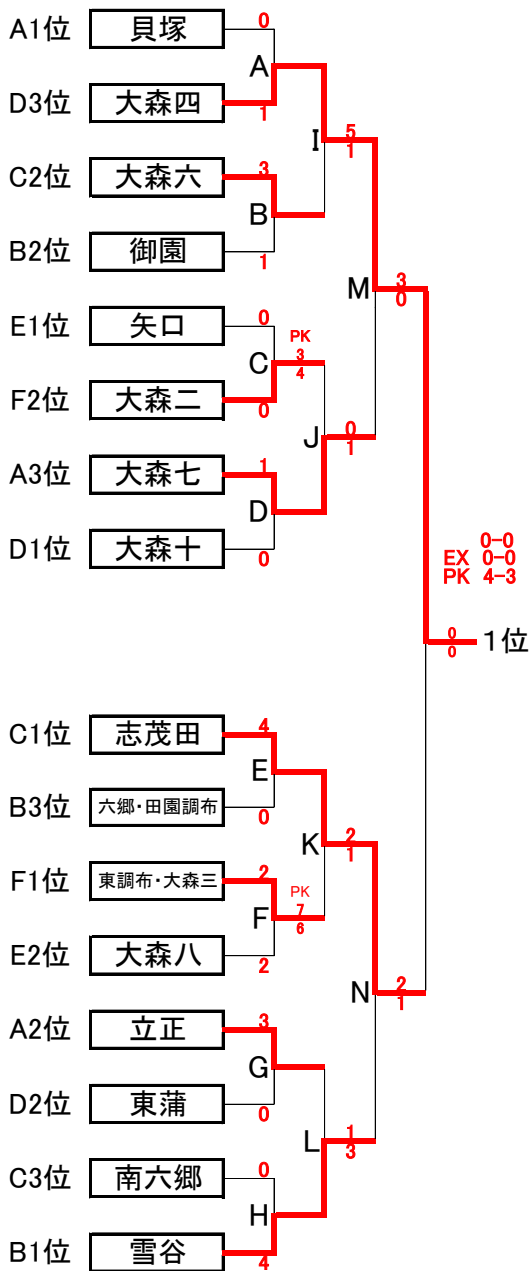 A1位 貝塚 0
A
D3位 大森四 1
I 5
1
C2位 大森六 3
B
B2位 御園 1
M 3
0
E1位 矢口 0
C PK
3
4
F2位 大森二 0
J 0
1
A3位 大森七 1
D
D1位 大森十 0
0-0
EX 0-0
PK 4-3
0
0
1位
C1位 志茂田 4
E
B3位 六郷・田園調布 0
K 2
1
F1位 東調布・大森三 2
F PK
7
6
E2位 大森八 2
N 2
1
A2位 立正 3
G
D2位 東蒲 0
L 1
3
C3位 南六郷 0
H
B1位 雪谷 4